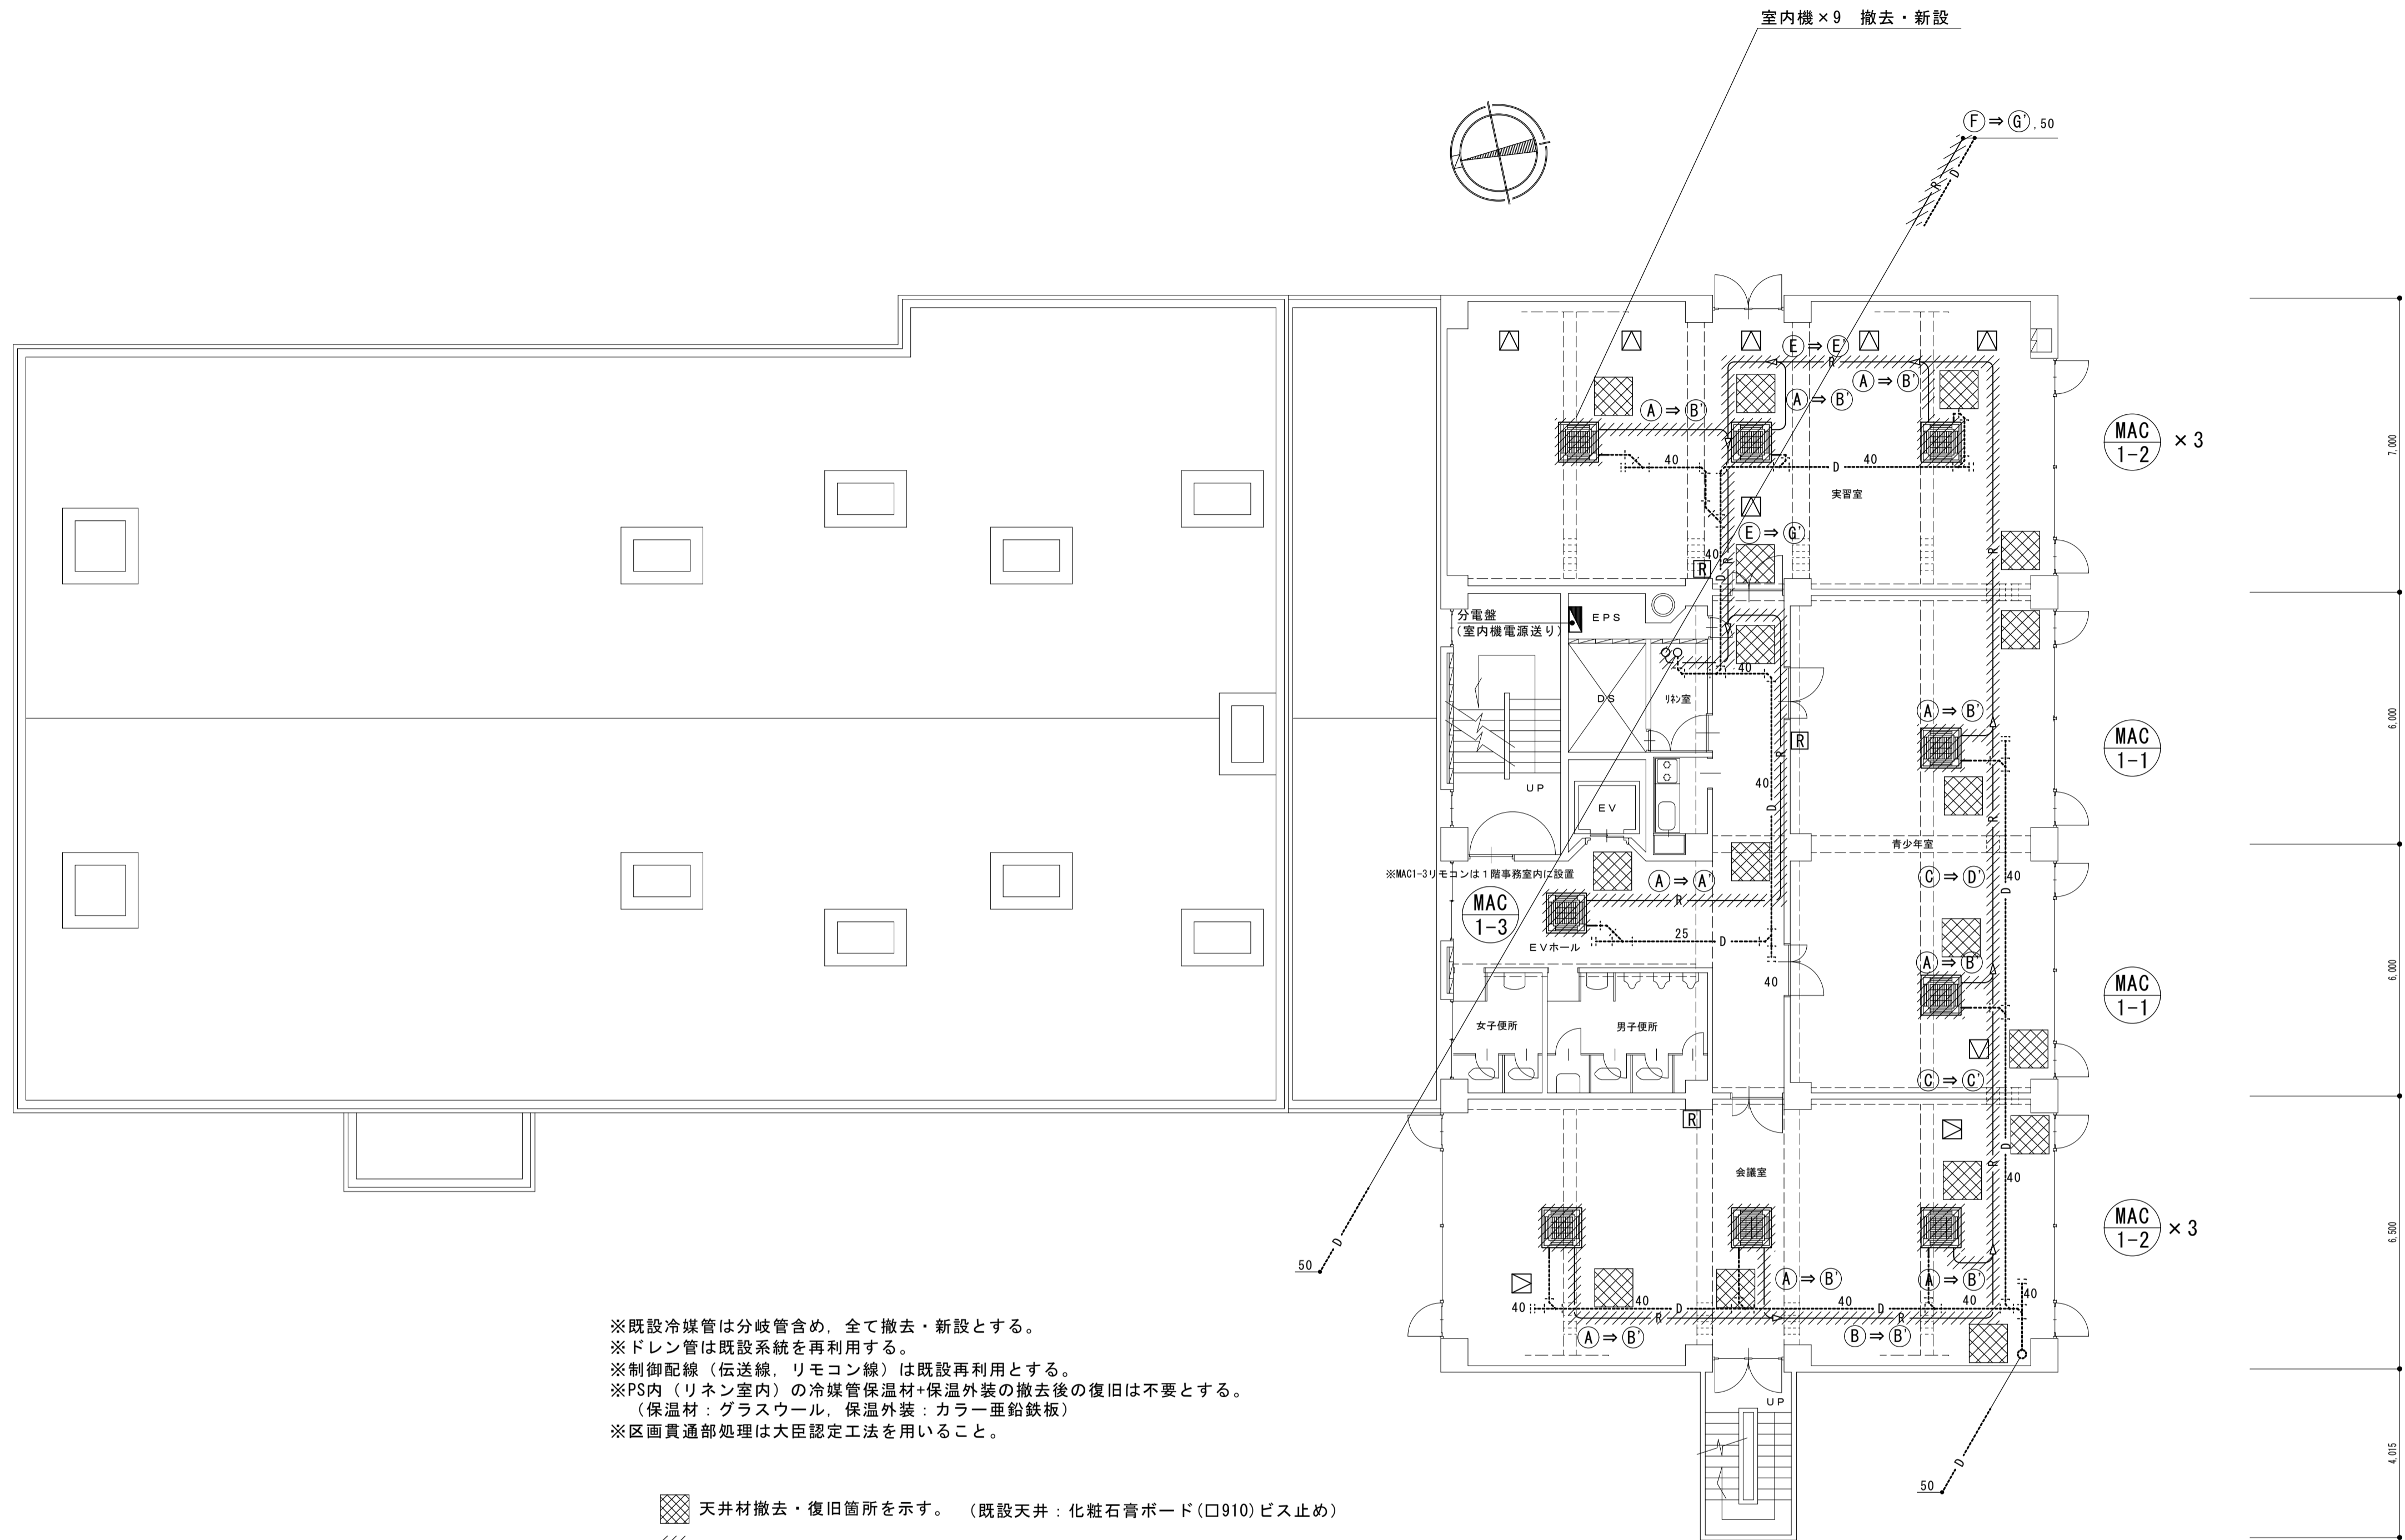 室内機×9　撤去・新設
F ⇒ G' , 50
R
D
E ⇒ E'
R
A ⇒ B'
A ⇒ B'
A ⇒ B'
MAC
1-2
×3
7,000
40
D
40
実習室
E ⇒ G'
40
R
R
D
R
分電盤
(室内機電源送り)
EPS
40
DS
ﾘﾈﾝ室
A ⇒ B'
R
R
MAC
1-1
6,000
UP
EV
40
D
R
青少年室
※MAC1-3リモコンは１階事務室内に設置
A ⇒ A'
C ⇒ D'
40
D
MAC
1-3
R
25
D
EVホール
A ⇒ B'
40
MAC
1-1
6,000
女子便所
男子便所
C ⇒ C'
R
D
R
会議室
40
MAC
1-2
×3
6,500
50
D
A ⇒ B'
A ⇒ B'
40
40
D
40
D
40
40
R
R
A ⇒ B'
B ⇒ B'
※既設冷媒管は分岐管含め，全て撤去・新設とする。
※ドレン管は既設系統を再利用する。
※制御配線（伝送線，リモコン線）は既設再利用とする。
※PS内（リネン室内）の冷媒管保温材+保温外装の撤去後の復旧は不要とする。
（保温材：グラスウール，保温外装：カラー亜鉛鉄板）
※区画貫通部処理は大臣認定工法を用いること。
UP
4,015
D
50
天井材撤去・復旧箇所を示す。　（既設天井：化粧石膏ボード(□910)ビス止め）